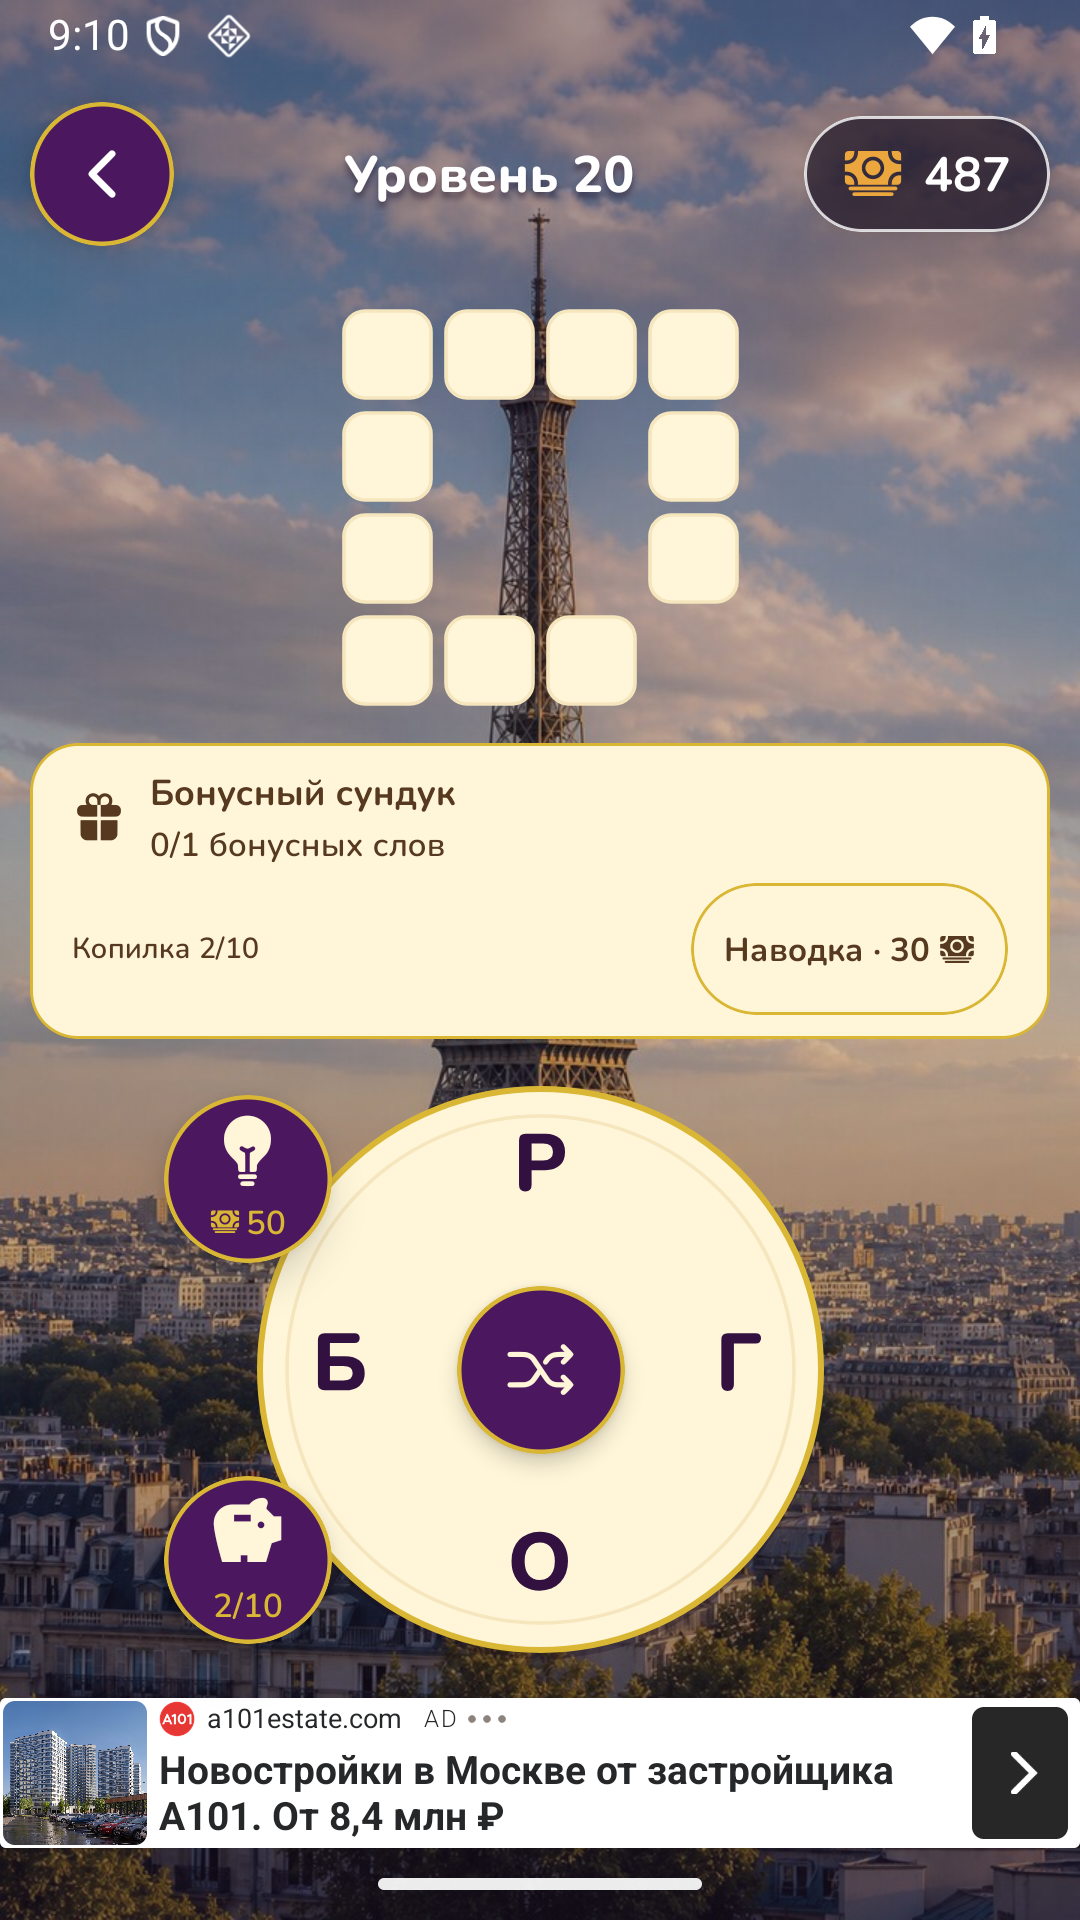 9:10
Уровень 20
487
Бонусный сундук
0/1 бонусных слов
Копилка 2/10
Наводка · 30
50
Р
Б
Г
О
2/10
A101
a101estate.com AD
Новостройки в Москве от застройщика
А101. От 8,4 млн ₽